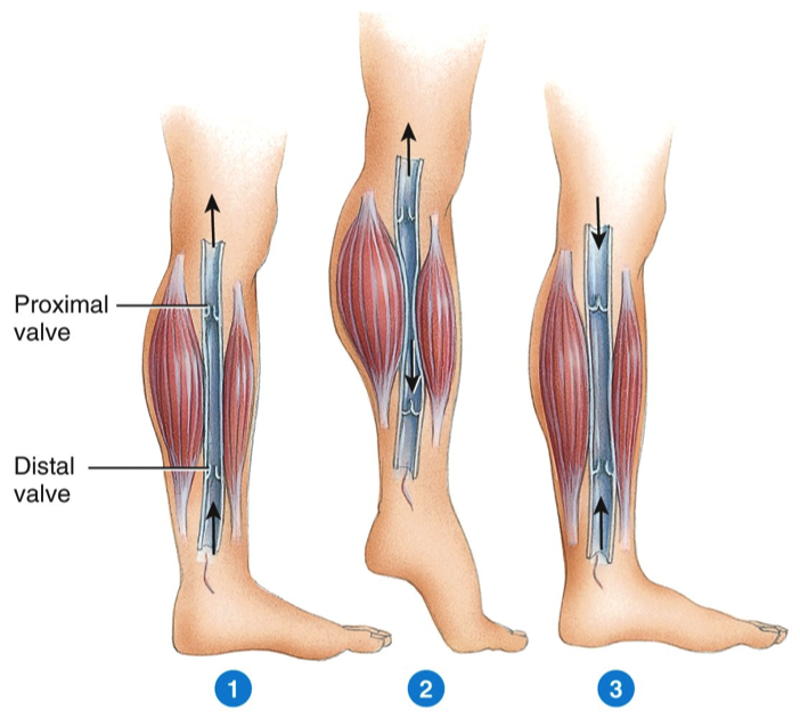 Proximal
valve
Distal
valve
1 2 3